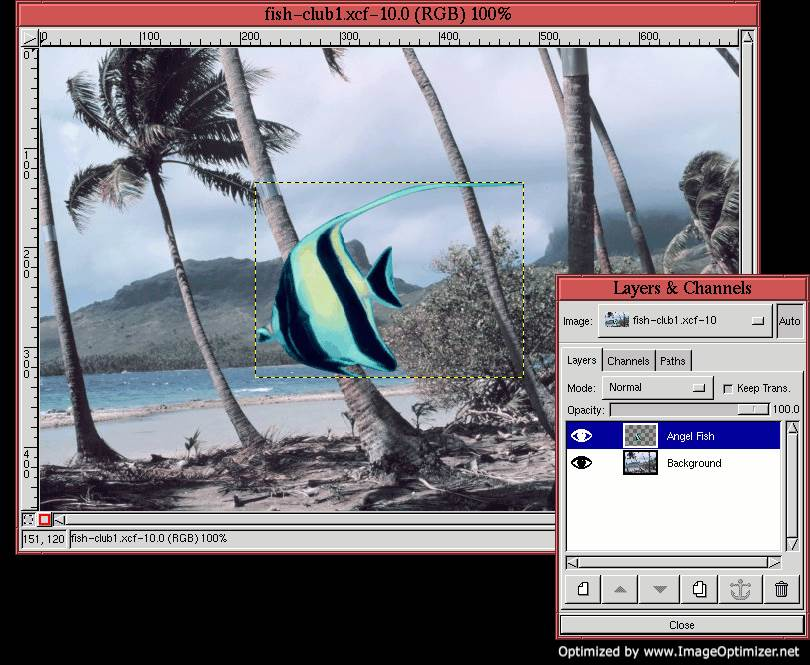 fish-club1.xcf-10.0 (RGB) 100%
0 100 200 300 400 500 600
0
100
200
300
400
151, 120 fish-club1.xcf-10.0 (RGB) 100%
Layers & Channels
Image: fish-club1.xcf-10 Auto
Layers Channels Paths
Mode: Normal Keep Trans.
Opacity: 100.0
Angel Fish
Background
Close
Optimized by www.ImageOptimizer.net